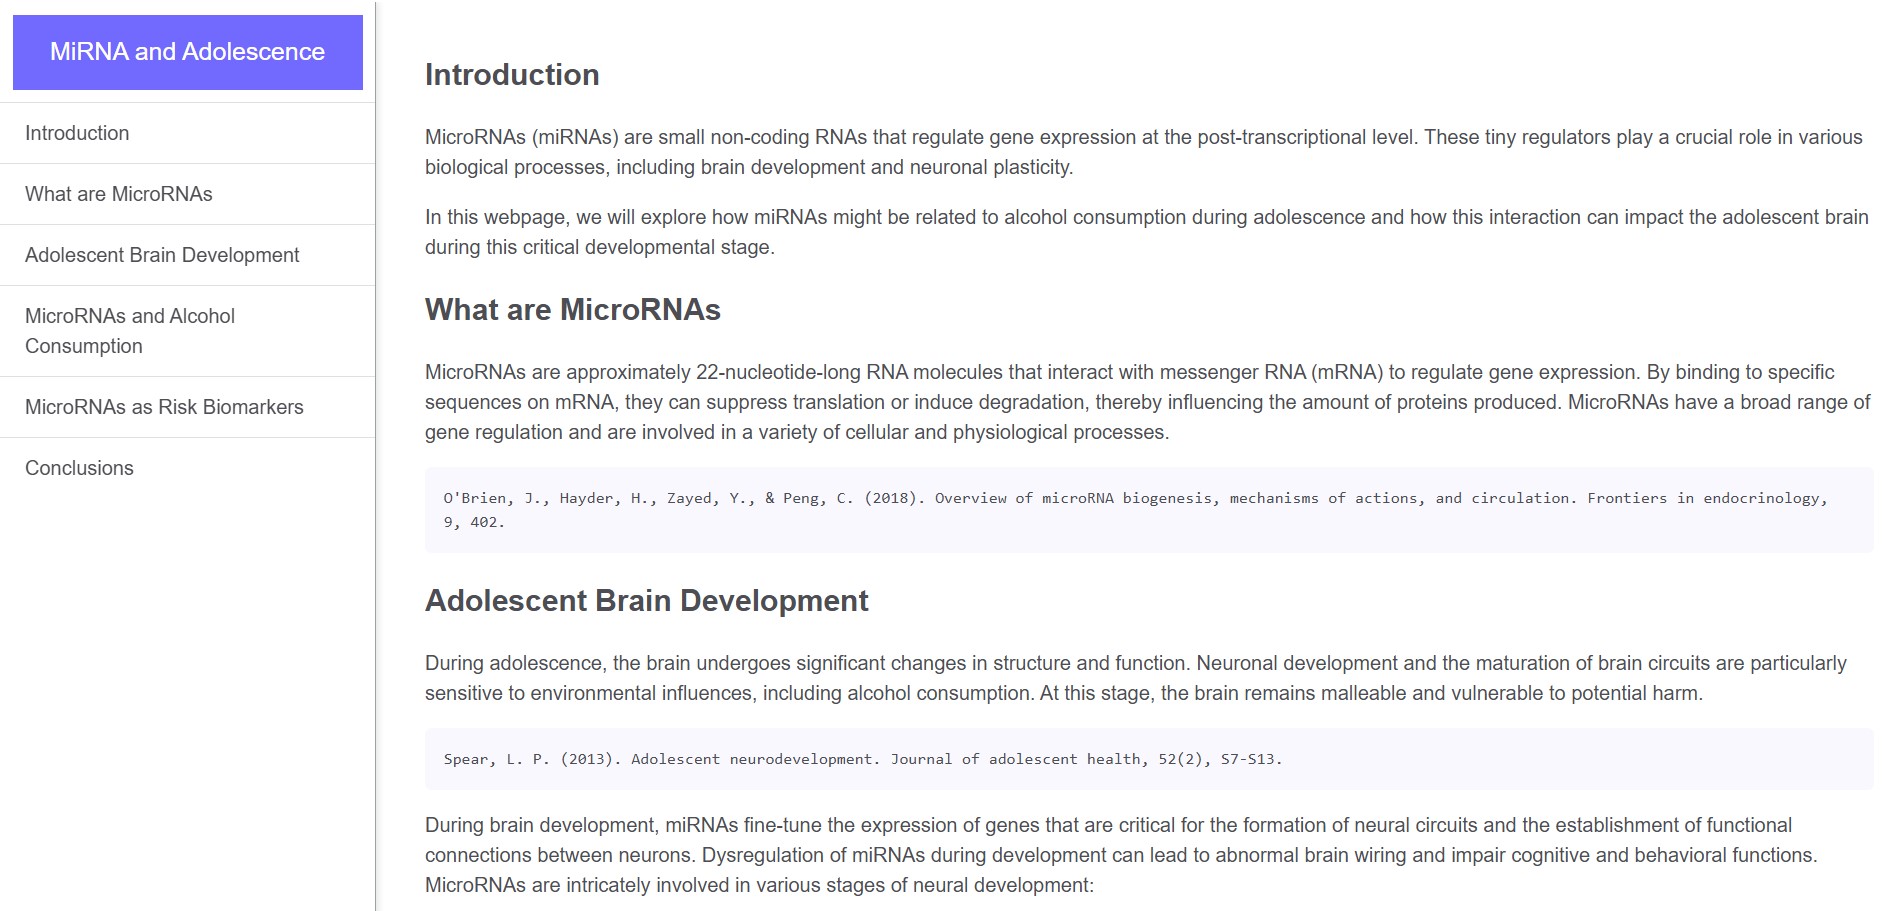 MiRNA and Adolescence
Introduction
What are MicroRNAs
Adolescent Brain Development
MicroRNAs and Alcohol
Consumption
MicroRNAs as Risk Biomarkers
Conclusions
Introduction
MicroRNAs (miRNAs) are small non-coding RNAs that regulate gene expression at the post-transcriptional level. These tiny regulators play a crucial role in various
biological processes, including brain development and neuronal plasticity.
In this webpage, we will explore how miRNAs might be related to alcohol consumption during adolescence and how this interaction can impact the adolescent brain
during this critical developmental stage.
What are MicroRNAs
MicroRNAs are approximately 22-nucleotide-long RNA molecules that interact with messenger RNA (mRNA) to regulate gene expression. By binding to specific
sequences on mRNA, they can suppress translation or induce degradation, thereby influencing the amount of proteins produced. MicroRNAs have a broad range of
gene regulation and are involved in a variety of cellular and physiological processes.
O'Brien, J., Hayder, H., Zayed, Y., & Peng, C. (2018). Overview of microRNA biogenesis, mechanisms of actions, and circulation. Frontiers in endocrinology,
9, 402.
Adolescent Brain Development
During adolescence, the brain undergoes significant changes in structure and function. Neuronal development and the maturation of brain circuits are particularly
sensitive to environmental influences, including alcohol consumption. At this stage, the brain remains malleable and vulnerable to potential harm.
Spear, L. P. (2013). Adolescent neurodevelopment. Journal of adolescent health, 52(2), S7-S13.
During brain development, miRNAs fine-tune the expression of genes that are critical for the formation of neural circuits and the establishment of functional
connections between neurons. Dysregulation of miRNAs during development can lead to abnormal brain wiring and impair cognitive and behavioral functions.
MicroRNAs are intricately involved in various stages of neural development: